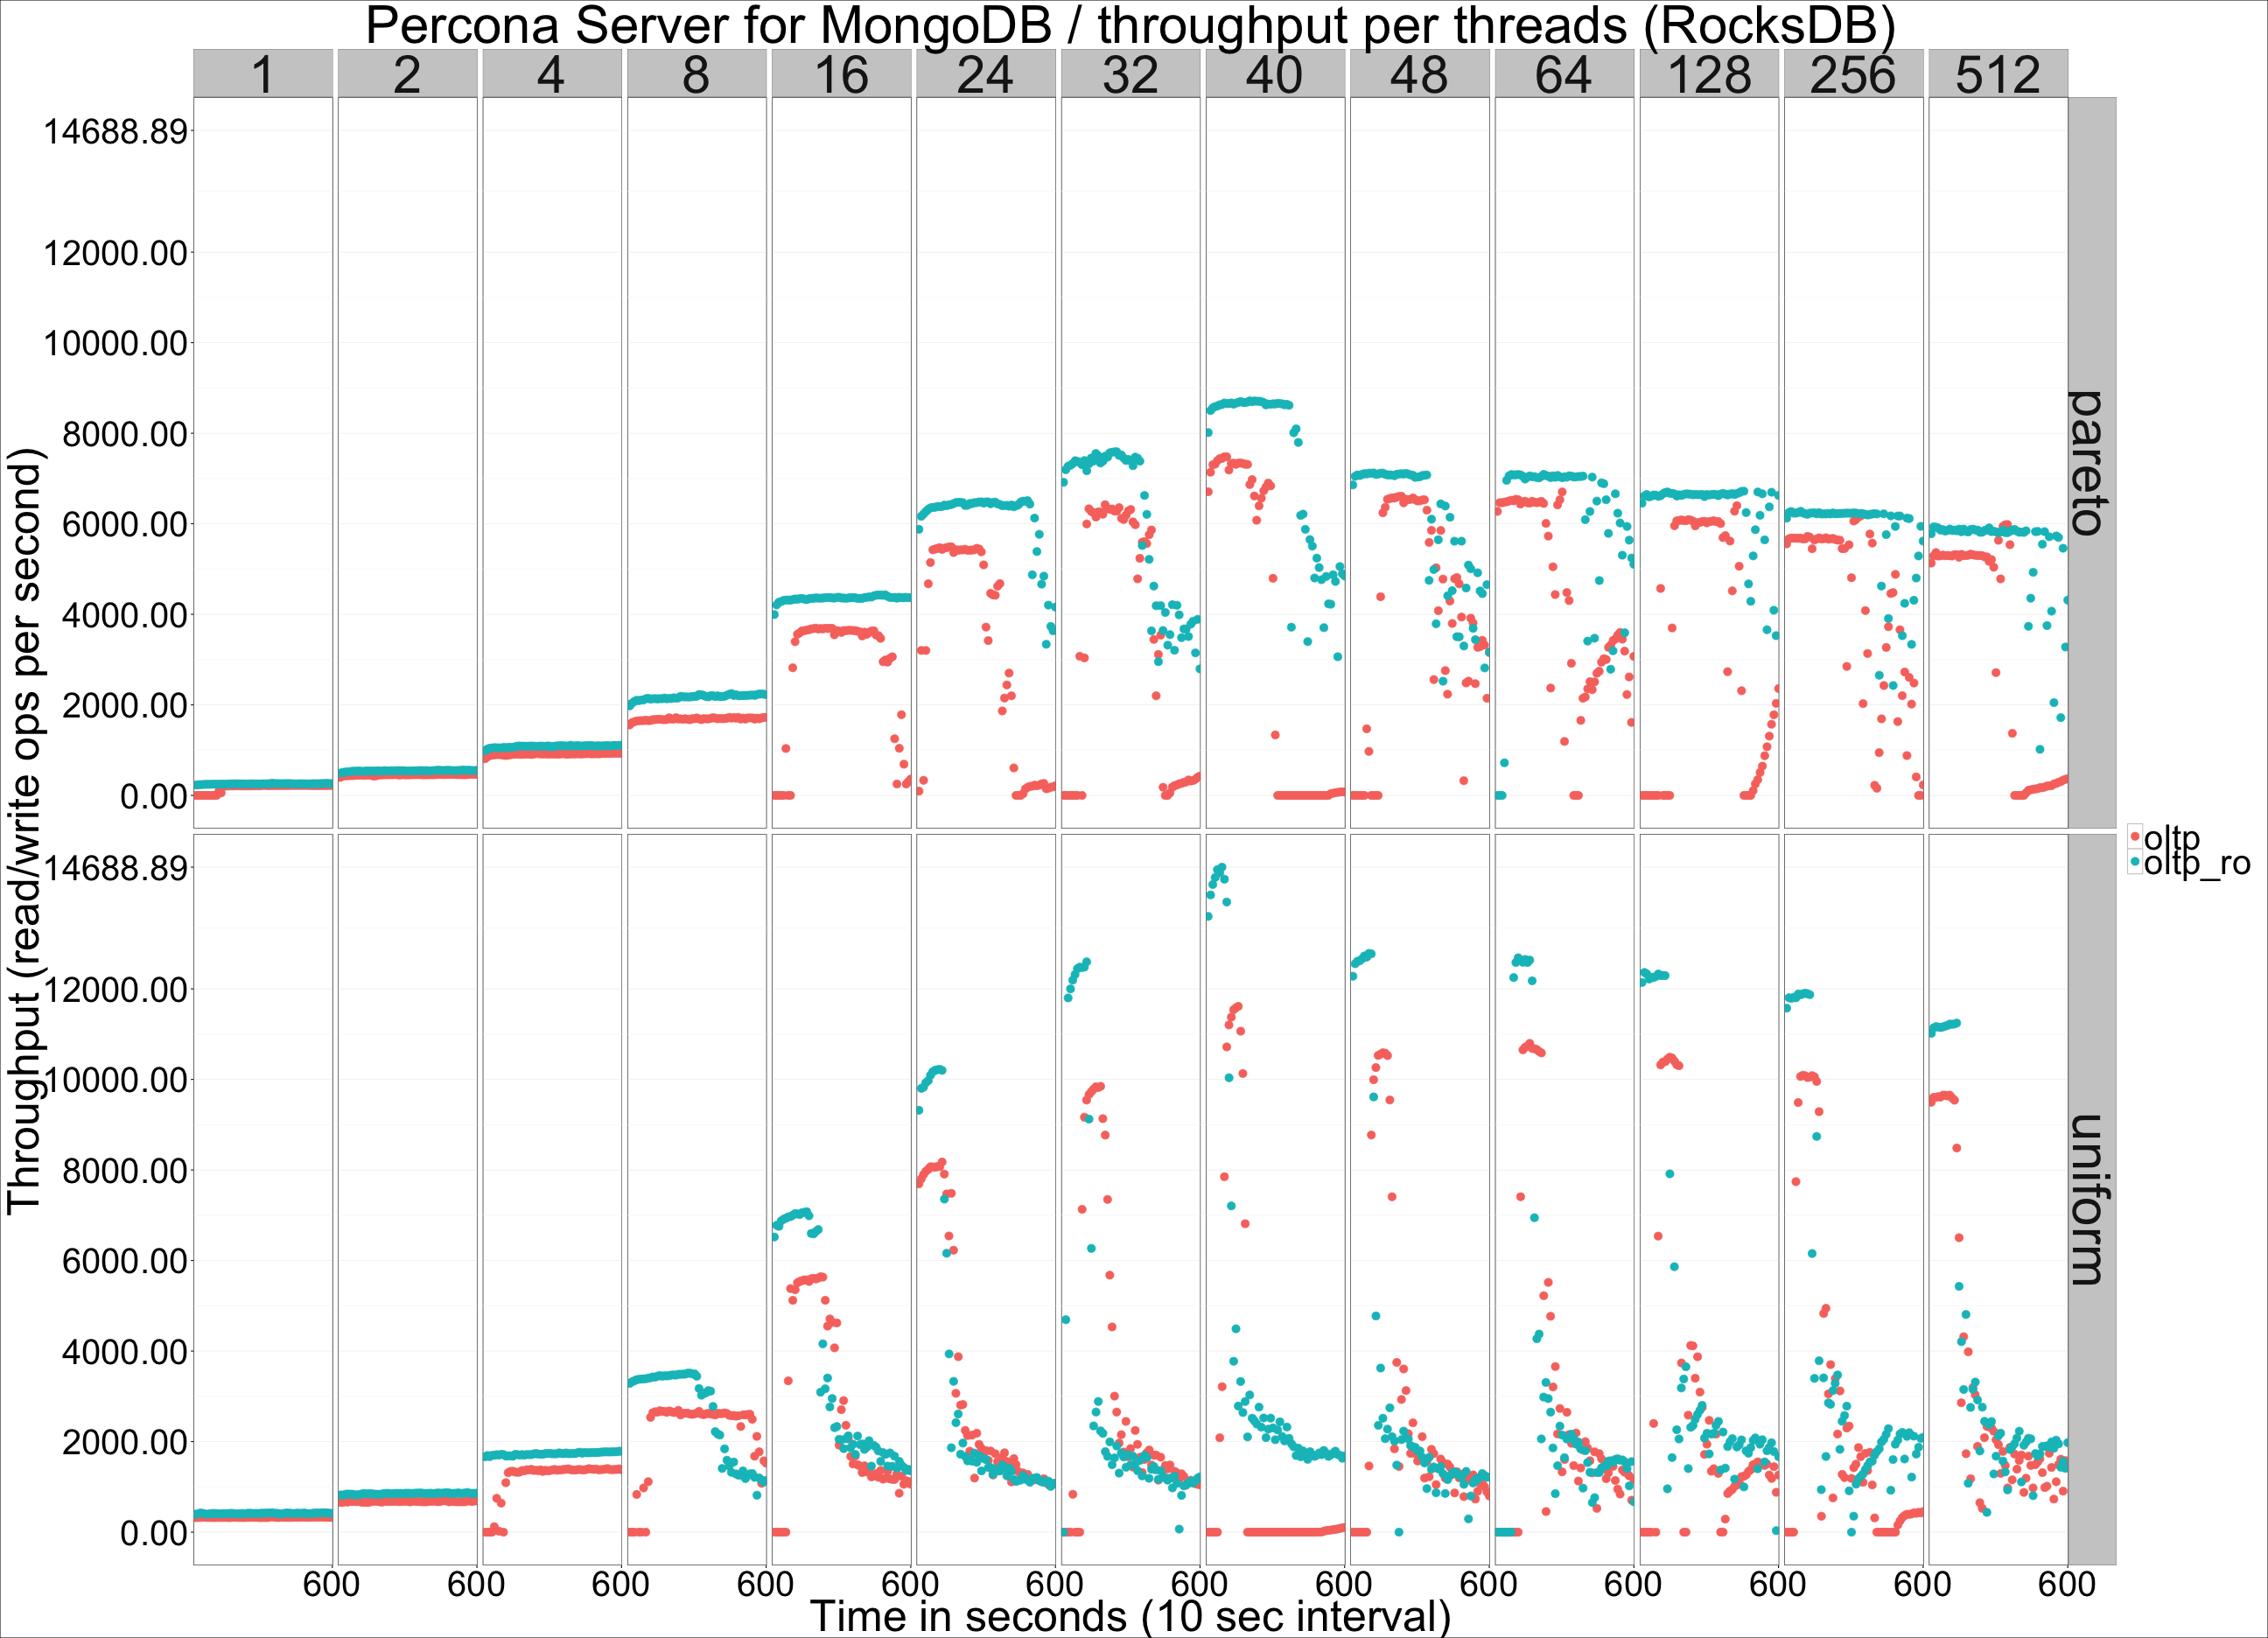 Percona Server for MongoDB / throughput per threads (RocksDB)
1 2 4 8 16 24 32 40 48 64 128 256 512
14688.89
12000.00
10000.00
8000.00
6000.00
4000.00
2000.00
0.00
pareto
14688.89
12000.00
10000.00
8000.00
6000.00
4000.00
2000.00
0.00
uniform
Throughput (read/write ops per second)
oltp
oltp_ro
600 600 600 600 600 600 600 600 600 600 600 600 600
Time in seconds (10 sec interval)